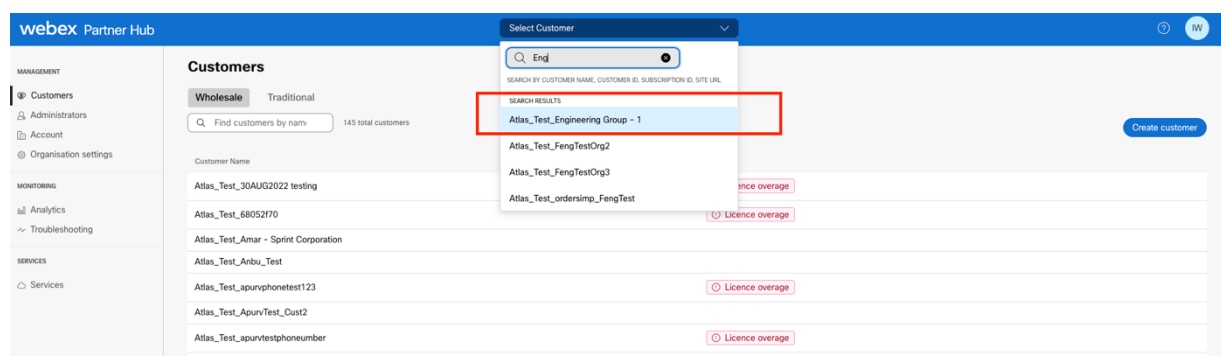 webex Partner Hub
Select Customer
IW
Eng
SEARCH BY CUSTOMER NAME, CUSTOMER ID, SUBSCRIPTION ID, SITE URL
SEARCH RESULTS
Atlas_Test_Engineering Group - 1
Atlas_Test_FengTestOrg2
Atlas_Test_FengTestOrg3
Atlas_Test_ordersimp_FengTest
MANAGEMENT
Customers
Administrators
Account
Organisation settings
MONITORING
Analytics
Troubleshooting
SERVICES
Services
Customers
Wholesale Traditional
Find customers by nam 145 total customers
Create customer
Customer Name
Atlas_Test_30AUG2022 testing ence overage
Atlas_Test_68052f70 Licence overage
Atlas_Test_Amar - Sprint Corporation
Atlas_Test_Anbu_Test
Atlas_Test_apurvphonetest123 Licence overage
Atlas_Test_ApurvTest_Cust2
Atlas_Test_apurvtestphoneumber Licence overage